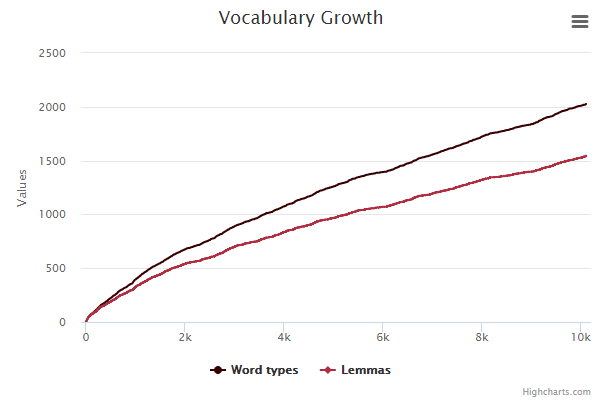 Vocabulary Growth
2500
2000
1500
1000
500
0
Values
0 2k 4k 6k 8k 10k
Word types Lemmas
Highcharts.com